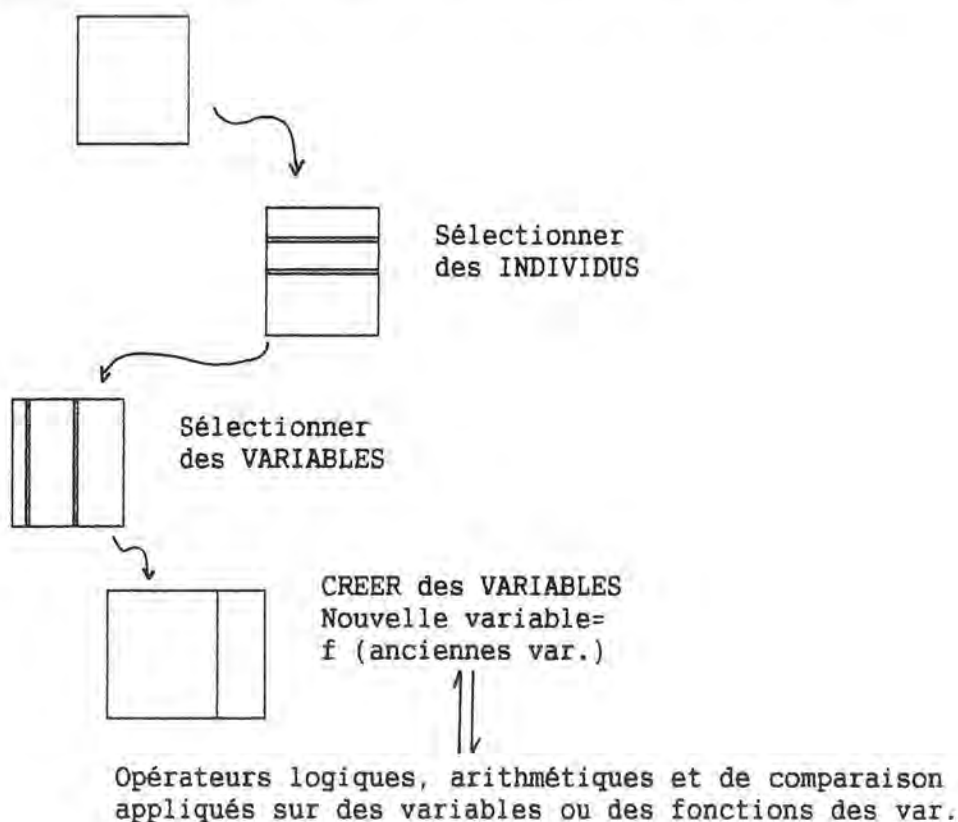 Sélectionner
des INDIVIDUS
Sélectionner
des VARIABLES
CREER des VARIABLES
Nouvelle variable=
f (anciennes var.)
Opérateurs logiques, arithmétiques et de comparaison
appliqués sur des variables ou des fonctions des var.